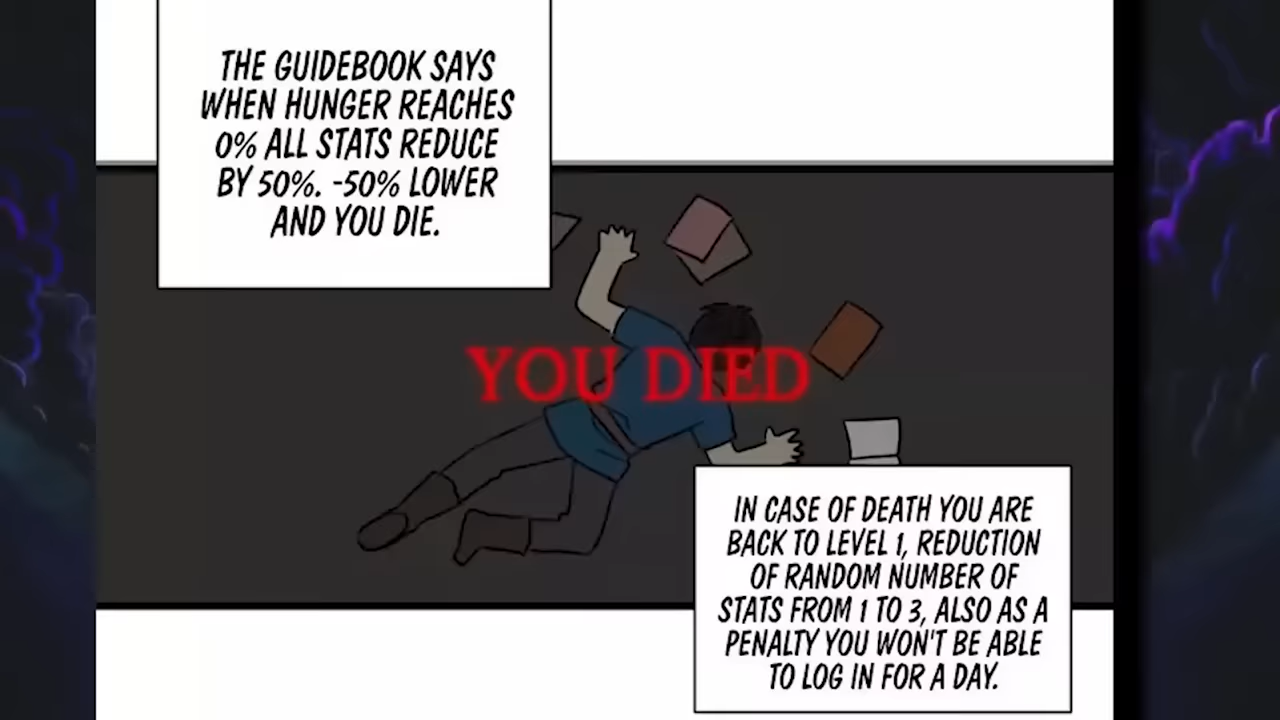 THE GUIDEBOOK SAYS
WHEN HUNGER REACHES
0% ALL STATS REDUCE
BY 50%. -50% LOWER
AND YOU DIE.
YOU DIED
IN CASE OF DEATH YOU ARE
BACK TO LEVEL 1, REDUCTION
OF RANDOM NUMBER OF
STATS FROM 1 TO 3, ALSO AS A
PENALTY YOU WON'T BE ABLE
TO LOG IN FOR A DAY.